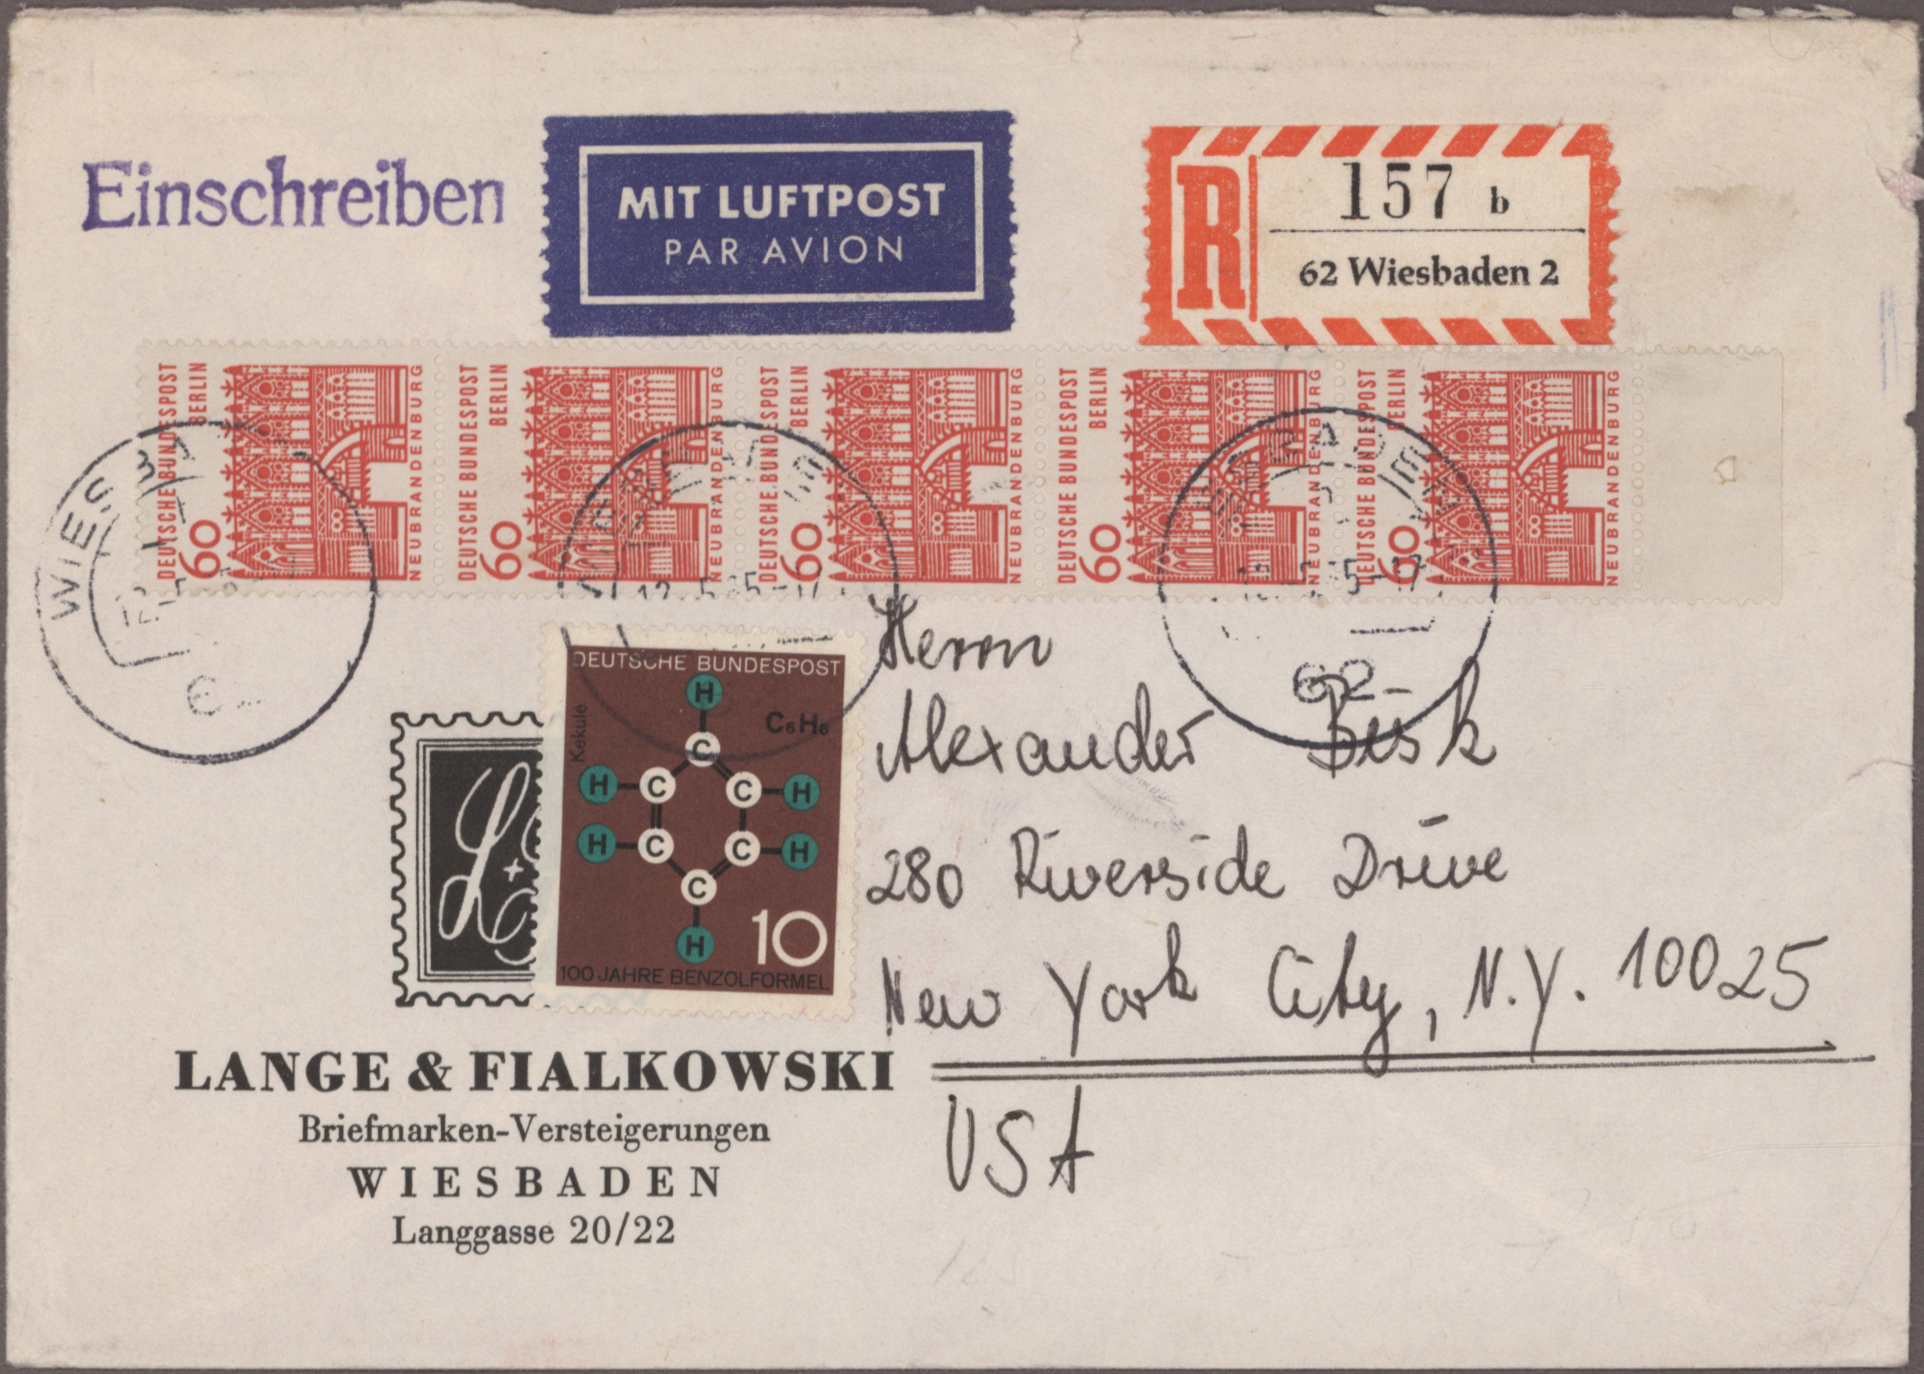 Einschreiben
MIT LUFTPOST
PAR AVION
R
157 b
62 Wiesbaden 2
DEUTSCHE BUNDESPOST
BERLIN
60
NEUBRANDENBURG
DEUTSCHE BUNDESPOST
BERLIN
60
NEUBRANDENBURG
DEUTSCHE BUNDESPOST
BERLIN
60
NEUBRANDENBURG
DEUTSCHE BUNDESPOST
BERLIN
60
NEUBRANDENBURG
DEUTSCHE BUNDESPOST
BERLIN
60
NEUBRANDENBURG
62
DEUTSCHE BUNDESPOST
Kekulé
C₆H₆
H
C
H C C H
H C C H
C
H
10
100 JAHRE BENZOLFORMEL
Herrn
Alexander Bisk
280 Riverside Drive
New York City, N.Y. 10025
USA
L +
LANGE & FIALKOWSKI
Briefmarken-Versteigerungen
WIESBADEN
Langgasse 20/22